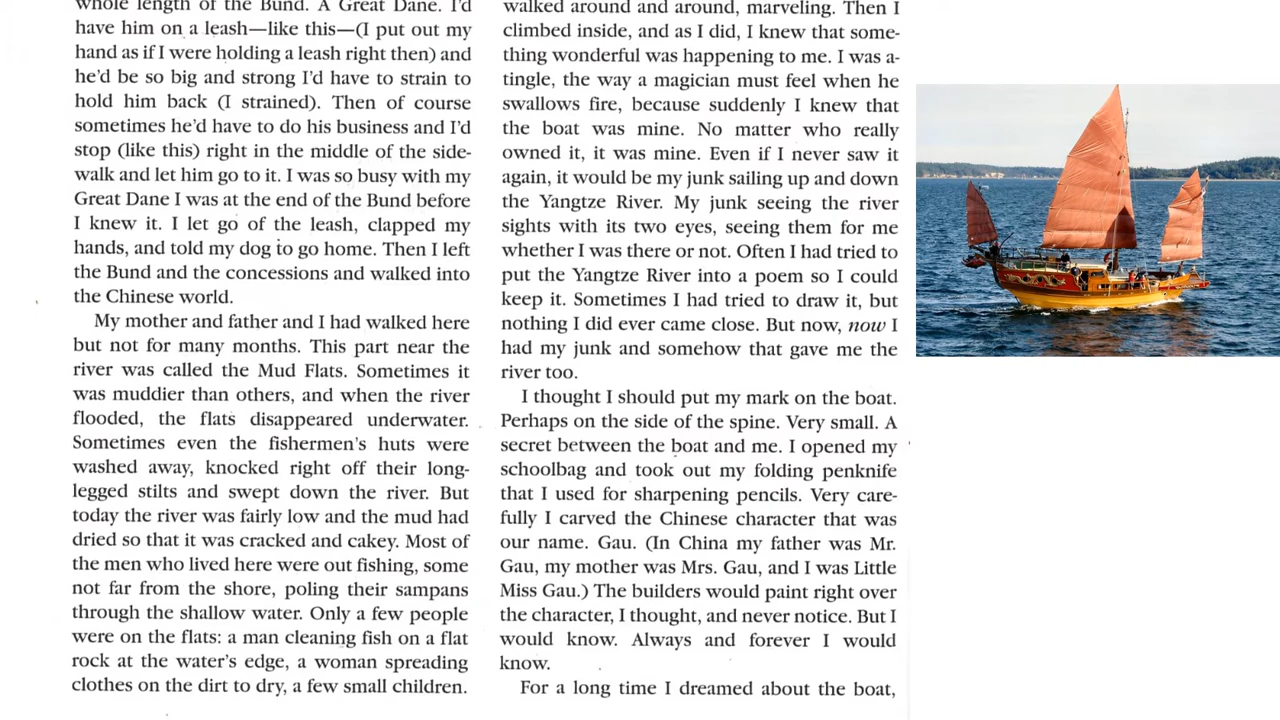 whole length of the Bund. A Great Dane. I'd
have him on a leash—like this—(I put out my
hand as if I were holding a leash right then) and
he'd be so big and strong I'd have to strain to
hold him back (I strained). Then of course
sometimes he'd have to do his business and I'd
stop (like this) right in the middle of the side-
walk and let him go to it. I was so busy with my
Great Dane I was at the end of the Bund before
I knew it. I let go of the leash, clapped my
hands, and told my dog to go home. Then I left
the Bund and the concessions and walked into
the Chinese world.
My mother and father and I had walked here
but not for many months. This part near the
river was called the Mud Flats. Sometimes it
was muddier than others, and when the river
flooded, the flats disappeared underwater.
Sometimes even the fishermen's huts were
washed away, knocked right off their long-
legged stilts and swept down the river. But
today the river was fairly low and the mud had
dried so that it was cracked and cakey. Most of
the men who lived here were out fishing, some
not far from the shore, poling their sampans
through the shallow water. Only a few people
were on the flats: a man cleaning fish on a flat
rock at the water's edge, a woman spreading
clothes on the dirt to dry, a few small children.
walked around and around, marveling. Then I
climbed inside, and as I did, I knew that some-
thing wonderful was happening to me. I was a-
tingle, the way a magician must feel when he
swallows fire, because suddenly I knew that
the boat was mine. No matter who really
owned it, it was mine. Even if I never saw it
again, it would be my junk sailing up and down
the Yangtze River. My junk seeing the river
sights with its two eyes, seeing them for me
whether I was there or not. Often I had tried to
put the Yangtze River into a poem so I could
keep it. Sometimes I had tried to draw it, but
nothing I did ever came close. But now, now I
had my junk and somehow that gave me the
river too.
I thought I should put my mark on the boat.
Perhaps on the side of the spine. Very small. A
secret between the boat and me. I opened my
schoolbag and took out my folding penknife
that I used for sharpening pencils. Very care-
fully I carved the Chinese character that was
our name. Gau. (In China my father was Mr.
Gau, my mother was Mrs. Gau, and I was Little
Miss Gau.) The builders would paint right over
the character, I thought, and never notice. But I
would know. Always and forever I would
know.
For a long time I dreamed about the boat,